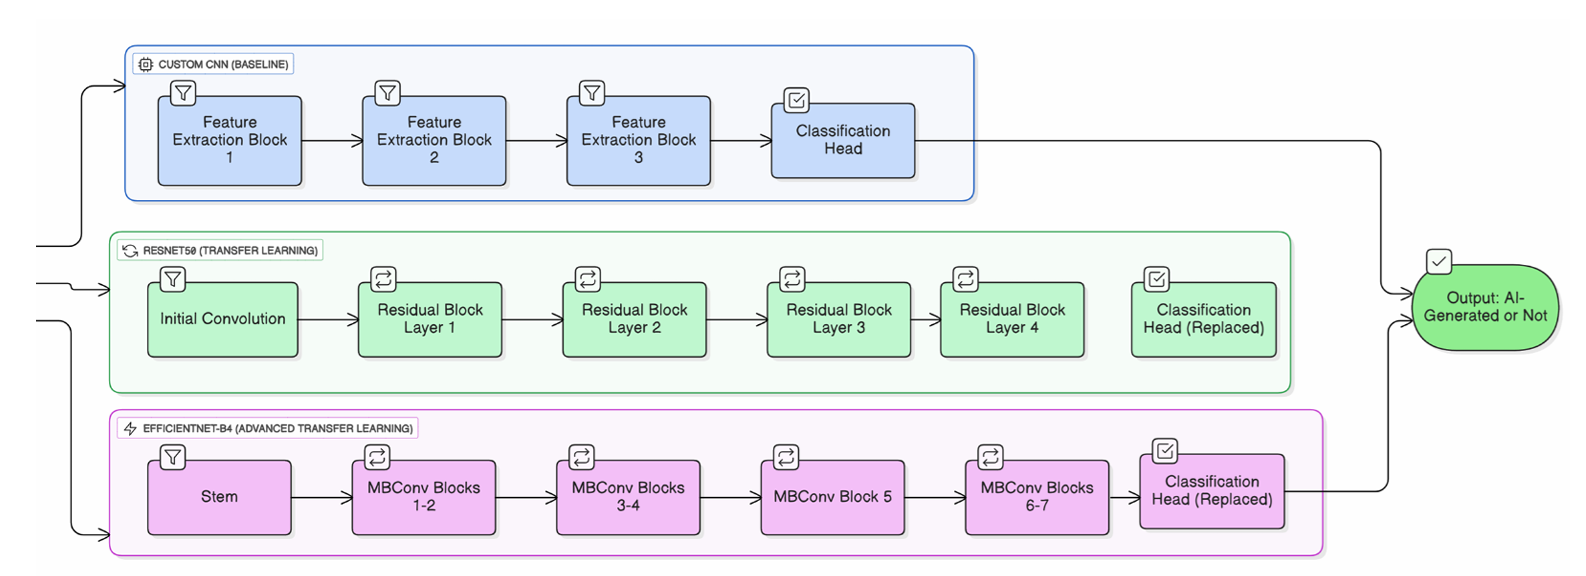 CUSTOM CNN (BASELINE)
Feature
Extraction Block
1
Feature
Extraction Block
2
Feature
Extraction Block
3
Classification
Head
RESNET50 (TRANSFER LEARNING)
Initial Convolution
Residual Block
Layer 1
Residual Block
Layer 2
Residual Block
Layer 3
Residual Block
Layer 4
Classification
Head (Replaced)
Output: AI-
Generated or Not
EFFICIENTNET-B4 (ADVANCED TRANSFER LEARNING)
Stem
MBConv Blocks
1-2
MBConv Blocks
3-4
MBConv Block 5
MBConv Blocks
6-7
Classification
Head (Replaced)